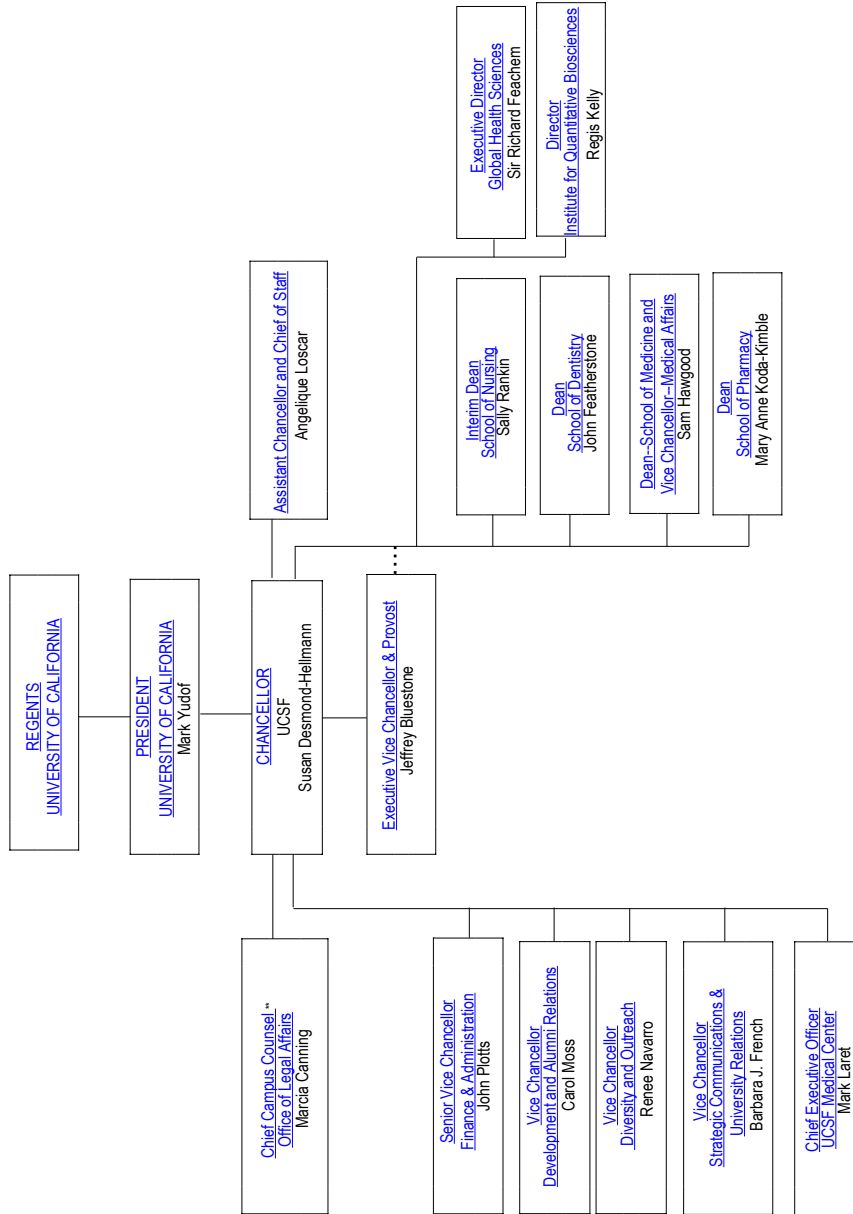 REGENTS
UNIVERSITY OF CALIFORNIA
PRESIDENT
UNIVERSITY OF CALIFORNIA
Mark Yudof
Chief Campus Counsel **
Office of Legal Affairs
Marcia Canning
CHANCELLOR
UCSF
Susan Desmond-Hellmann
Assistant Chancellor and Chief of Staff
Angelique Loscar
Executive Vice Chancellor & Provost
Jeffrey Bluestone
Senior Vice Chancellor
Finance & Administration
John Plotts
Vice Chancellor
Development and Alumni Relations
Carol Moss
Vice Chancellor
Diversity and Outreach
Renee Navarro
Vice Chancellor
Strategic Communications &
University Relations
Barbara J. French
Chief Executive Officer
UCSF Medical Center
Mark Laret
Interim Dean
School of Nursing
Sally Rankin
Dean
School of Dentistry
John Featherstone
Dean--School of Medicine and
Vice Chancellor–Medical Affairs
Sam Hawgood
Dean
School of Pharmacy
Mary Anne Koda-Kimble
Executive Director
Global Health Sciences
Sir Richard Feachem
Director
Institute for Quantitative Biosciences
Regis Kelly